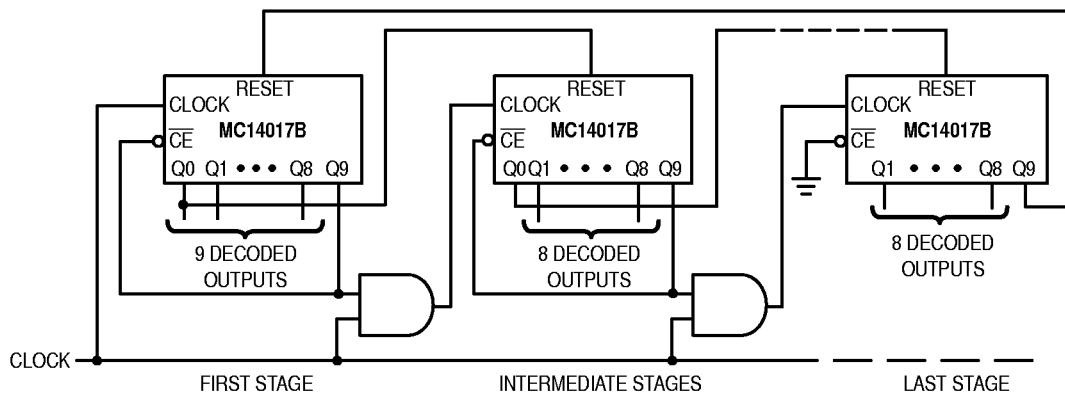 RESET RESET RESET
CLOCK CLOCK CLOCK
MC14017B MC14017B MC14017B
CE CE CE
Q0 Q1 • • • Q8 Q9 Q0 Q1 • • • Q8 Q9 Q1 • • • Q8 Q9
9 DECODED 8 DECODED 8 DECODED
OUTPUTS OUTPUTS OUTPUTS
CLOCK
FIRST STAGE INTERMEDIATE STAGES LAST STAGE